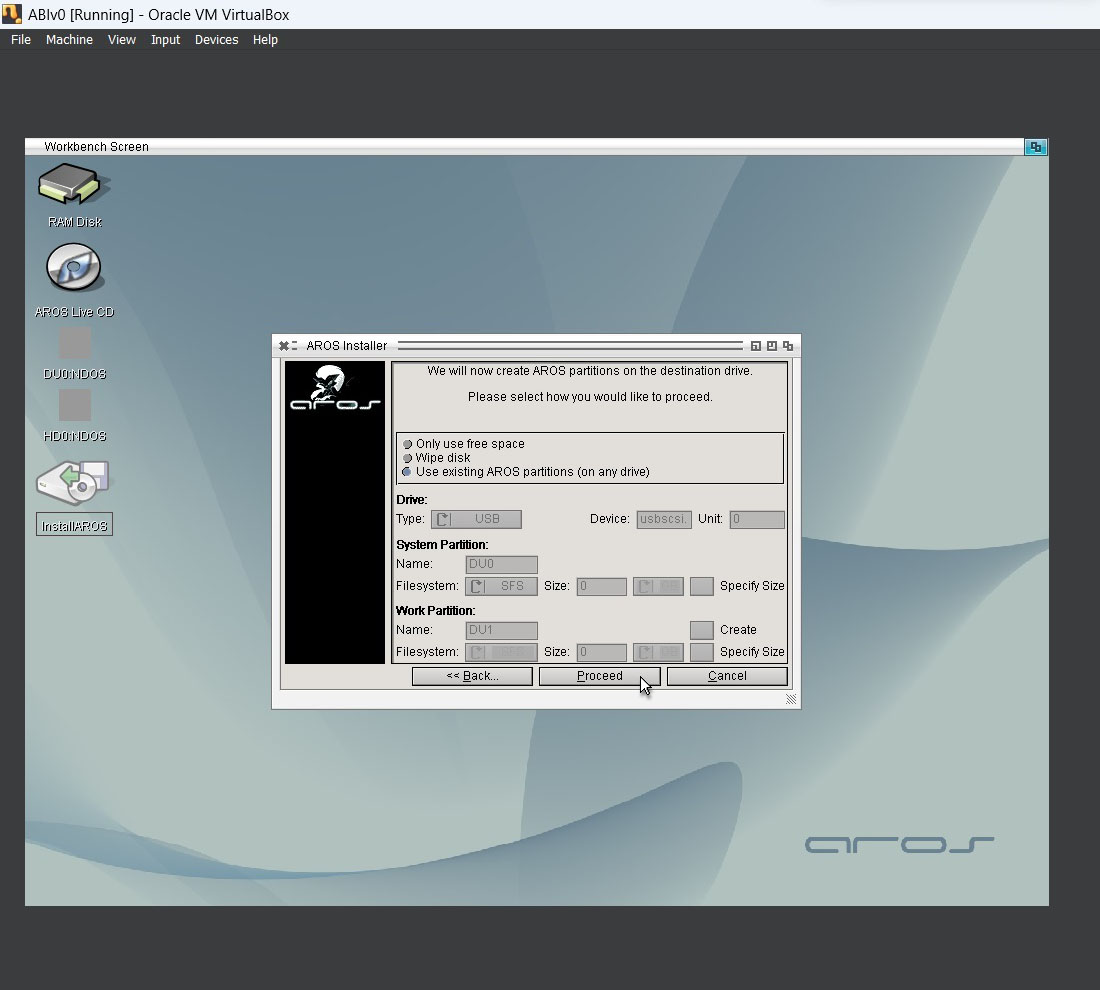 ABIv0 [Running] - Oracle VM VirtualBox
File Machine View Input Devices Help
Workbench Screen
RAM Disk
AROS Live CD
DU0:NDOS
HD0:NDOS
InstallAROS
AROS Installer
aros
We will now create AROS partitions on the destination drive.
Please select how you would like to proceed.
Only use free space
Wipe disk
Use existing AROS partitions (on any drive)
Drive:
Type: USB Device: usbscsi. Unit: 0
System Partition:
Name: DU0
Filesystem: SFS Size: 0 Specify Size
Work Partition:
Name: DU1 Create
Filesystem: Size: 0 Specify Size
<< Back... Proceed Cancel
aros